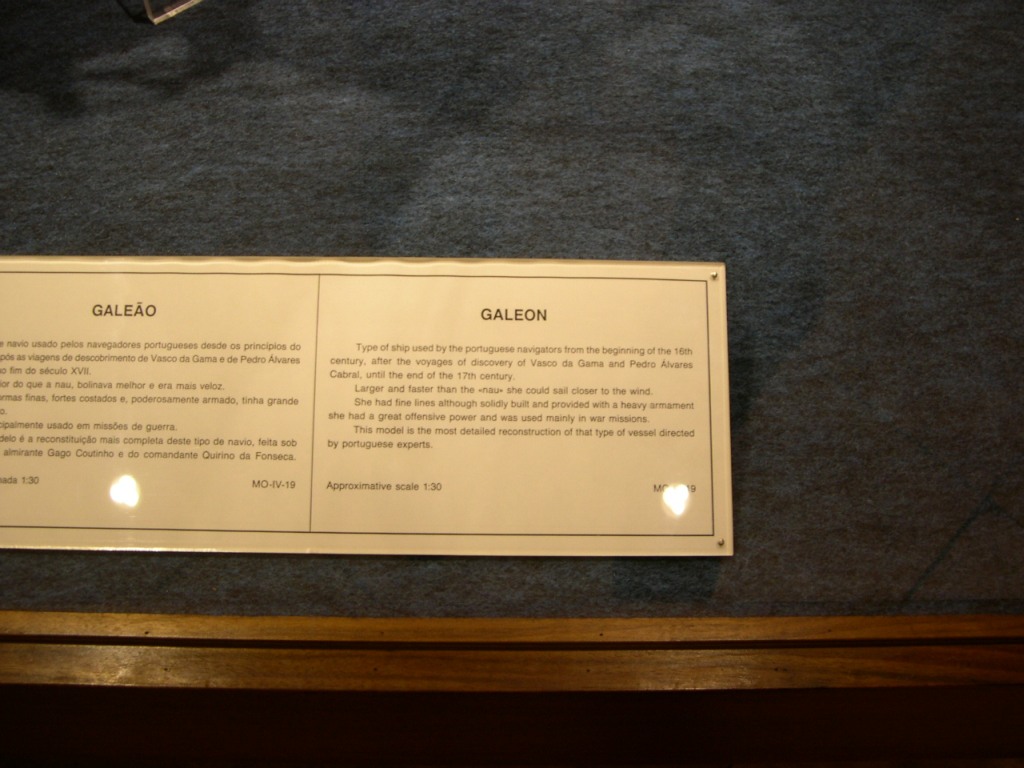 GALEÃO
navio usado pelos navegadores portugueses desde os princípios do
as viagens de descobrimento de Vasco da Gama e de Pedro Álvares
fim do século XVII.
do que a nau, bolinava melhor e era mais veloz.
finas, fortes costados e, poderosamente armado, tinha grande
usado em missões de guerra.
é a reconstituição mais completa deste tipo de navio, feita sob
almirante Gago Coutinho e do comandante Quirino da Fonseca.
1:30 MO-IV-19
GALEON
Type of ship used by the portuguese navigators from the beginning of the 16th
century, after the voyages of discovery of Vasco da Gama and Pedro Álvares
Cabral, until the end of the 17th century.
Larger and faster than the «nau» she could sail closer to the wind.
She had fine lines although solidly built and provided with a heavy armament
she had a great offensive power and was used mainly in war missions.
This model is the most detailed reconstruction of that type of vessel directed
by portuguese experts.
Approximative scale 1:30